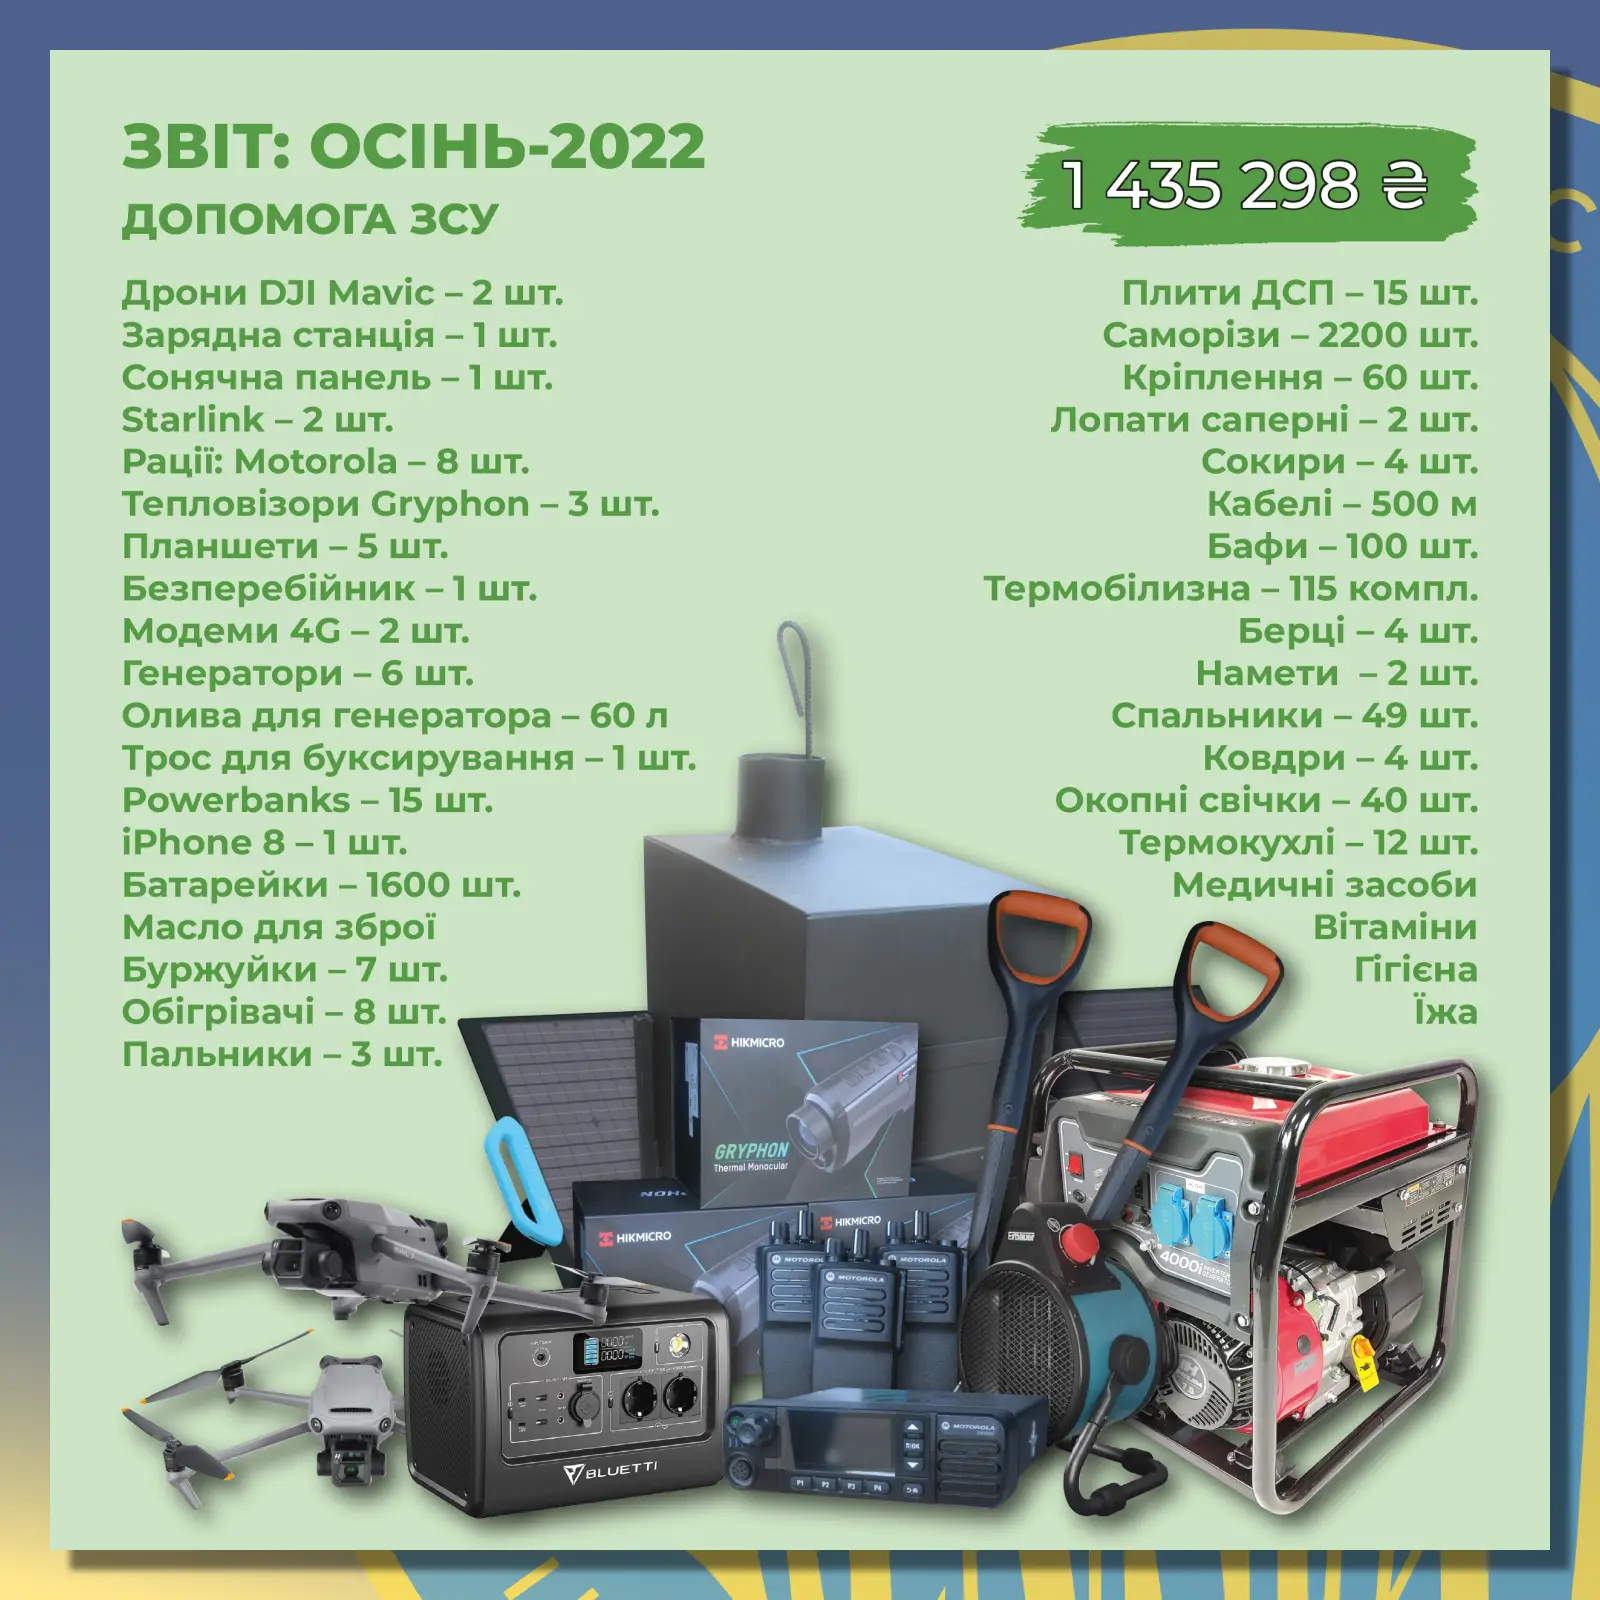 ЗВІТ: ОСІНЬ-2022
ДОПОМОГА ЗСУ
1 435 298 ₴
Дрони DJI Mavic – 2 шт.
Зарядна станція – 1 шт.
Сонячна панель – 1 шт.
Starlink – 2 шт.
Рації: Motorola – 8 шт.
Тепловізори Gryphon – 3 шт.
Планшети – 5 шт.
Безперебійник – 1 шт.
Модеми 4G – 2 шт.
Генератори – 6 шт.
Олива для генератора – 60 л
Трос для буксирування – 1 шт.
Powerbanks – 15 шт.
iPhone 8 – 1 шт.
Батарейки – 1600 шт.
Масло для зброї
Буржуйки – 7 шт.
Обігрівачі – 8 шт.
Пальники – 3 шт.
Плити ДСП – 15 шт.
Саморізи – 2200 шт.
Кріплення – 60 шт.
Лопати саперні – 2 шт.
Сокири – 4 шт.
Кабелі – 500 м
Бафи – 100 шт.
Термобілизна – 115 компл.
Берці – 4 шт.
Намети – 2 шт.
Спальники – 49 шт.
Ковдри – 4 шт.
Окопні свічки – 40 шт.
Термокухлі – 12 шт.
Медичні засоби
Вітаміни
Гігієна
Їжа
HIKMICRO
GRYPHON
Thermal Monocular
HIKMICRO
HIKMICRO
MOTOROLA
MOTOROLA
MOTOROLA
4000i
BLUETTI
MOTOROLA
OK
P1 P2 P3 P4